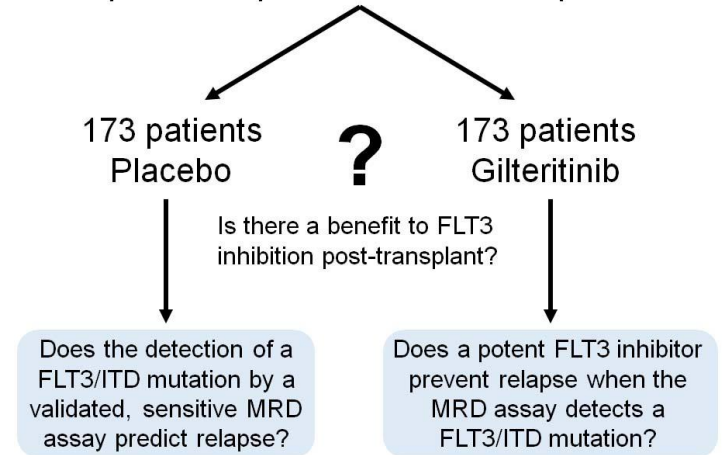 173 patients
Placebo
?
173 patients
Gilteritinib
Is there a benefit to FLT3
inhibition post-transplant?
Does the detection of a
FLT3/ITD mutation by a
validated, sensitive MRD
assay predict relapse?
Does a potent FLT3 inhibitor
prevent relapse when the
MRD assay detects a
FLT3/ITD mutation?